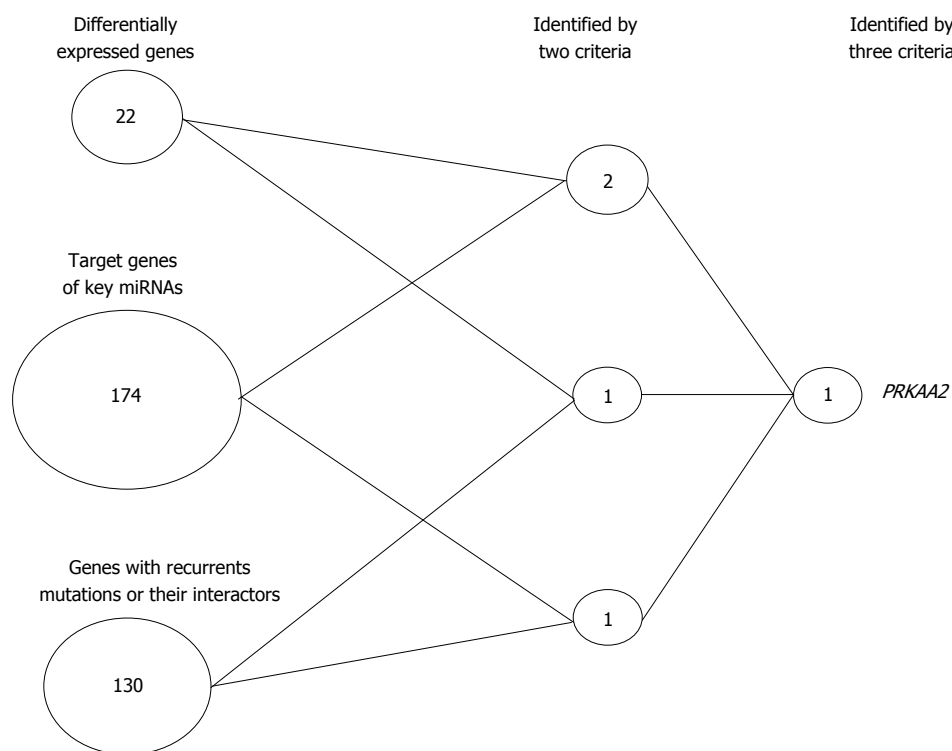 Differentially
expressed genes
Identified by
two criteria
Identified by
three criteria
22
2
Target genes
of key miRNAs
174
1
1
PRKAA2
Genes with recurrents
mutations or their interactors
1
130